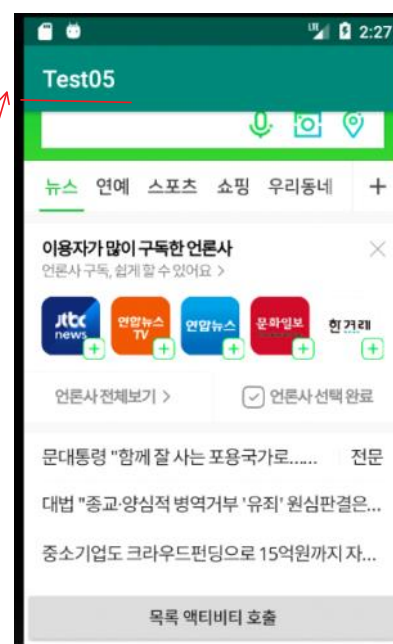 LTE 2:27
Test05
뉴스 연예 스포츠 쇼핑 우리동네 +
이용자가 많이 구독한 언론사
언론사 구독, 쉽게 할 수 있어요 >
jtbc news 연합뉴스 TV 연합뉴스 문화일보 한겨레
언론사 전체보기 > 언론사 선택 완료
문대통령 "함께 잘 사는 포용국가로...... 전문
대법 "종교·양심적 병역거부 '유죄' 원심판결은...
중소기업도 크라우드펀딩으로 15억원까지 자...
목록 액티비티 호출